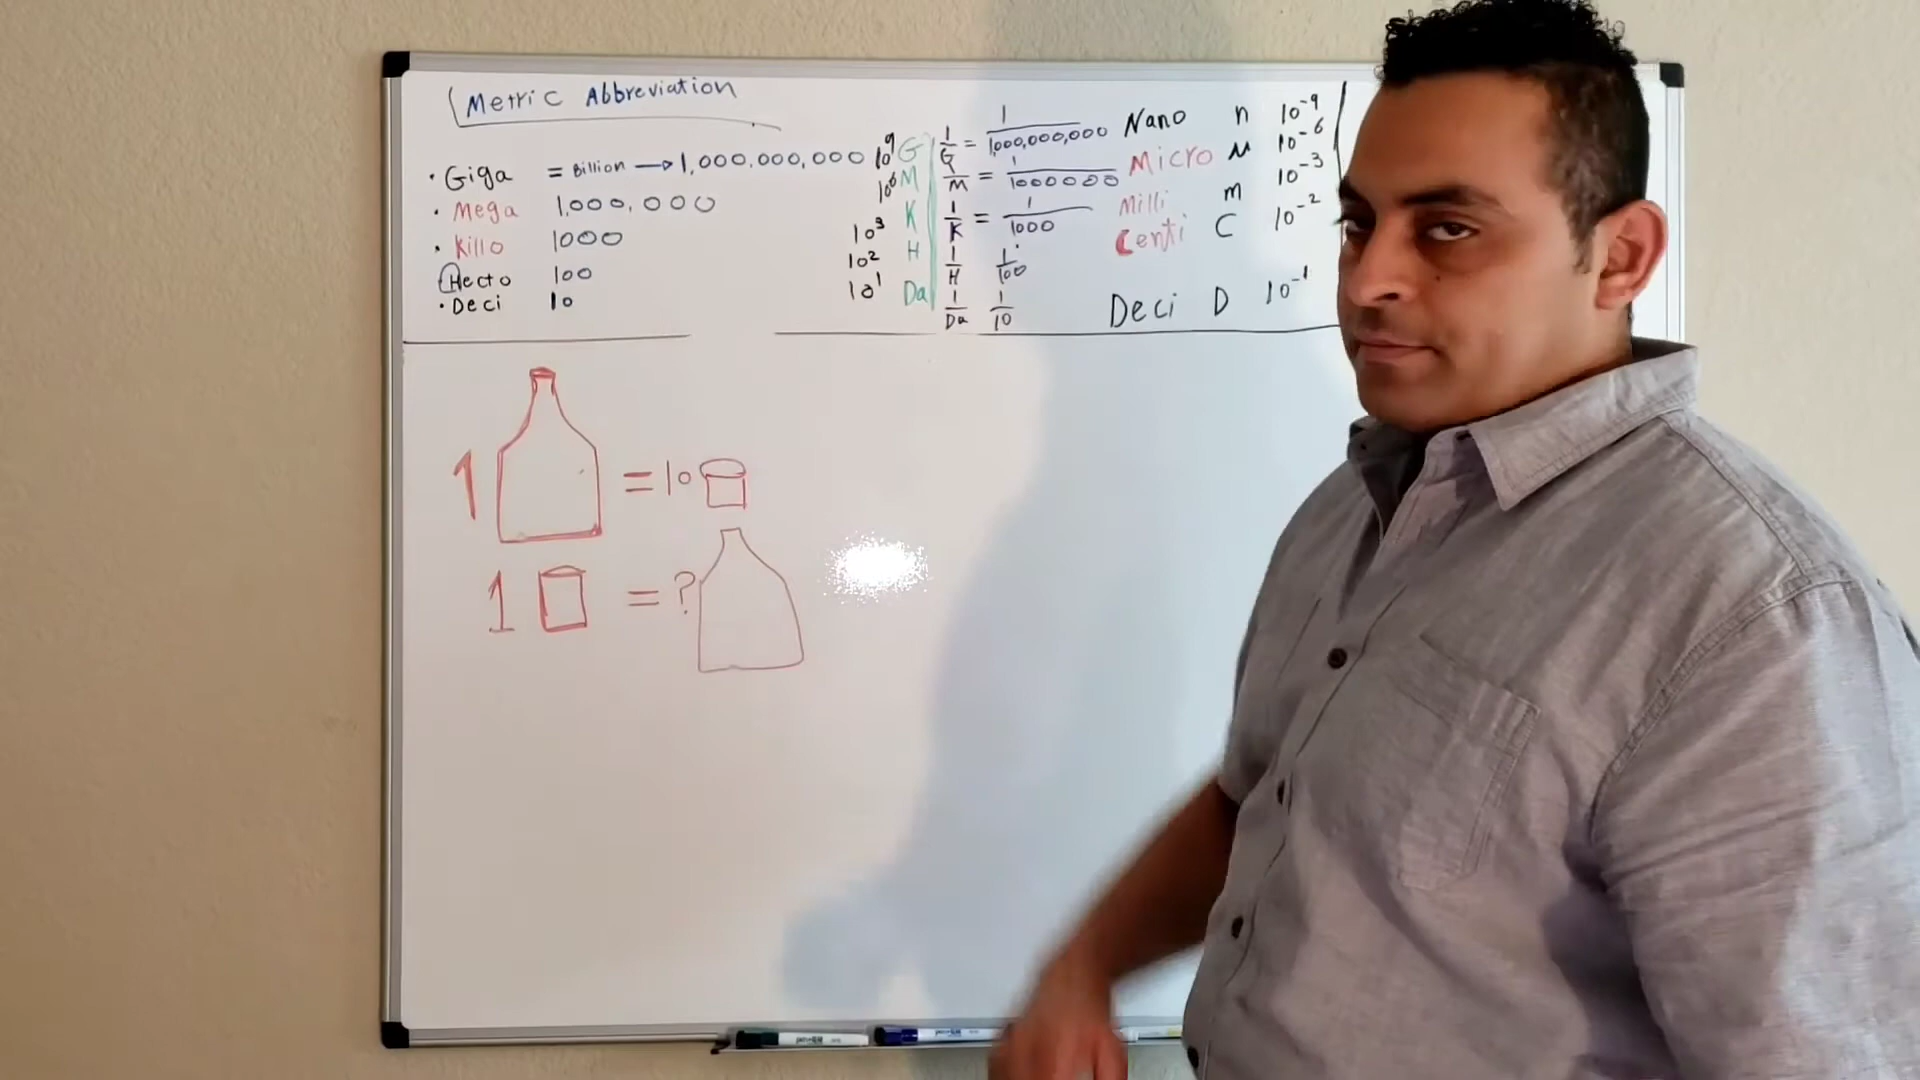 Metric Abbreviation
· Giga = Billion → 1,000,000,000 10⁹ G
· Mega 1,000,000 10⁶ M
· Killo 1000 10³ K
Hecto 100 10² H
· Deci 10 10¹ Da
1/G = 1/1,000,000,000 Nano n 10⁻⁹
1/M = 1/1000000 Micro μ 10⁻⁶
1/K = 1/1000 Milli m 10⁻³
1/H 1/100 Centi C 10⁻²
1/Da 1/10 Deci D 10⁻¹
1 = 10
1 = ?